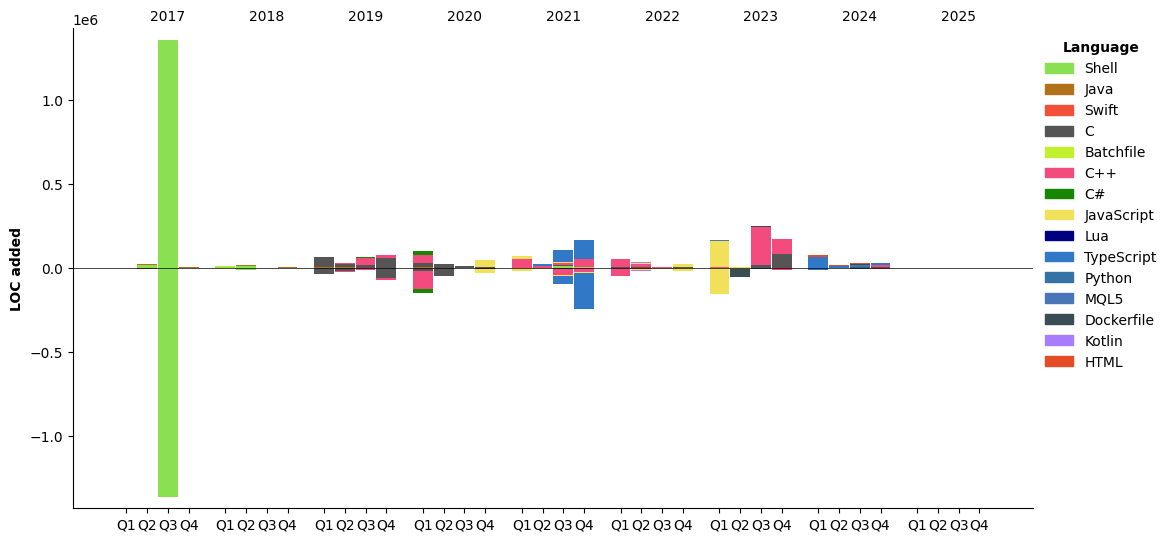 2017 2018 2019 2020 2021 2022 2023 2024 2025
1e6
Language
Shell
Java
Swift
C
Batchfile
C++
C#
JavaScript
Lua
TypeScript
Python
MQL5
Dockerfile
Kotlin
HTML
LOC added
1.0
0.5
0.0
−0.5
−1.0
Q1 Q2 Q3 Q4 Q1 Q2 Q3 Q4 Q1 Q2 Q3 Q4 Q1 Q2 Q3 Q4 Q1 Q2 Q3 Q4 Q1 Q2 Q3 Q4 Q1 Q2 Q3 Q4 Q1 Q2 Q3 Q4 Q1 Q2 Q3 Q4